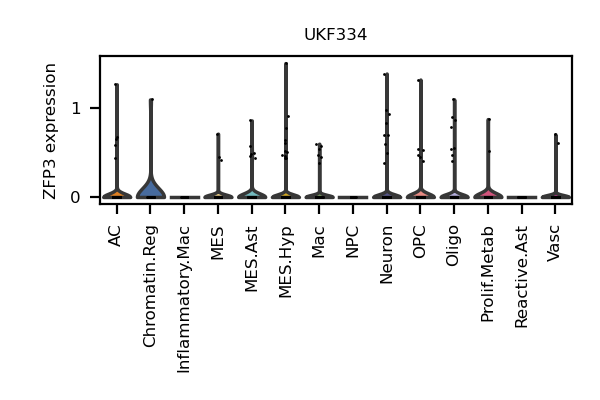 UKF334
ZFP3 expression
1
0
AC
Chromatin.Reg
Inflammatory.Mac
MES
MES.Ast
MES.Hyp
Mac
NPC
Neuron
OPC
Oligo
Prolif.Metab
Reactive.Ast
Vasc